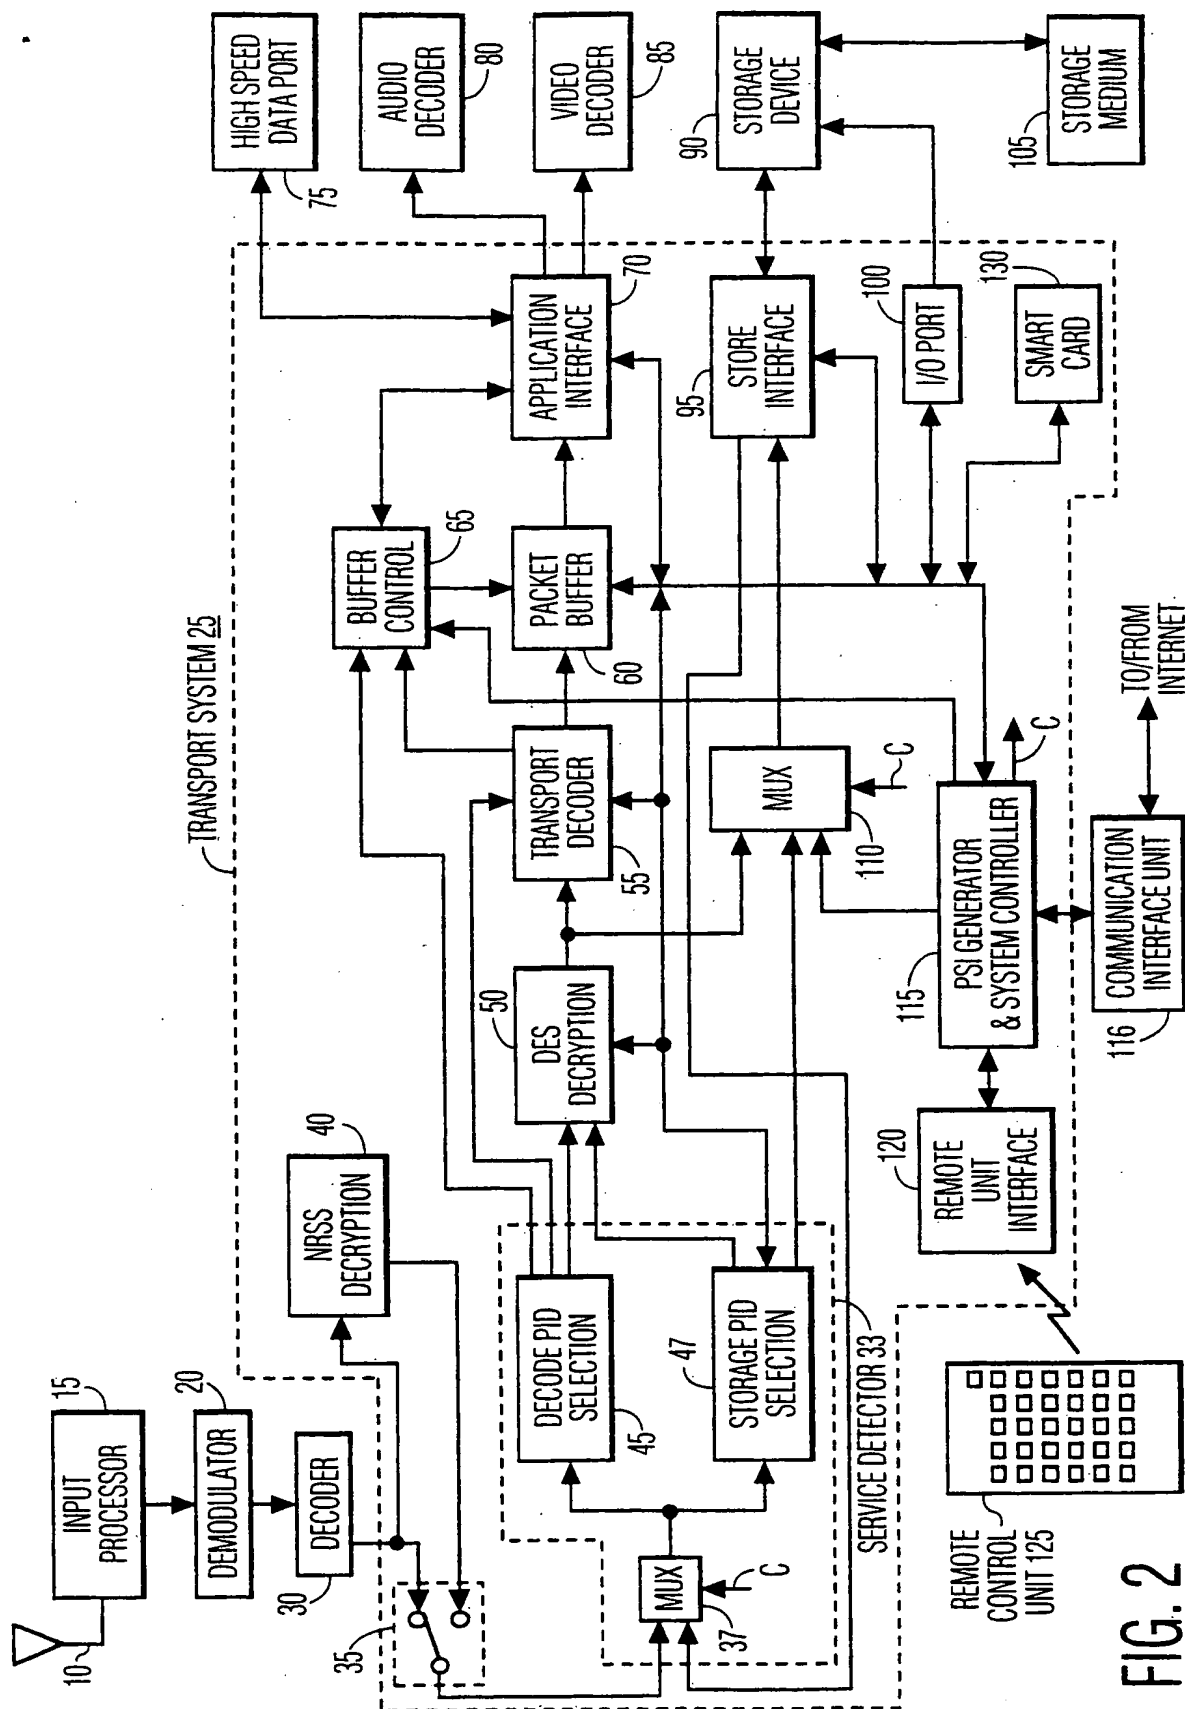 TRANSPORT SYSTEM 25
HIGH SPEED
DATA PORT
75
AUDIO
DECODER
80
VIDEO
DECODER
85
90
STORAGE
DEVICE
105
STORAGE
MEDIUM
APPLICATION
INTERFACE
70
95
STORE
INTERFACE
100
I/O PORT
130
SMART
CARD
BUFFER
CONTROL
65
PACKET
BUFFER
60
TRANSPORT
DECODER
55
MUX
110
C
TO/FROM
INTERNET
C
115
PSI GENERATOR
& SYSTEM CONTROLLER
COMMUNICATION
INTERFACE UNIT
116
50
DES
DECRYPTION
40
NRSS
DECRYPTION
120
REMOTE
UNIT
INTERFACE
DECODE PID
SELECTION
45
47
STORAGE PID
SELECTION
SERVICE DETECTOR 33
15
INPUT
PROCESSOR
20
DEMODULATOR
DECODER
30
10
35
MUX
37
C
REMOTE
CONTROL
UNIT 125
FIG. 2